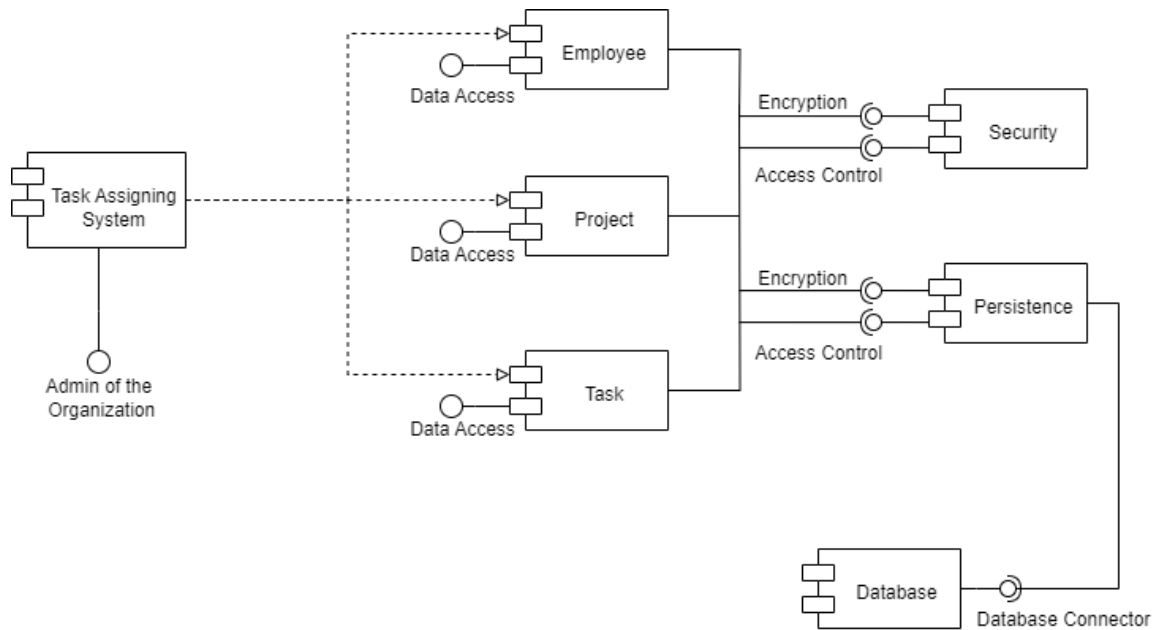 Employee
Data Access
Encryption
Security
Access Control
Task Assigning
System
Project
Data Access
Encryption
Persistence
Access Control
Admin of the
Organization
Task
Data Access
Database
Database Connector